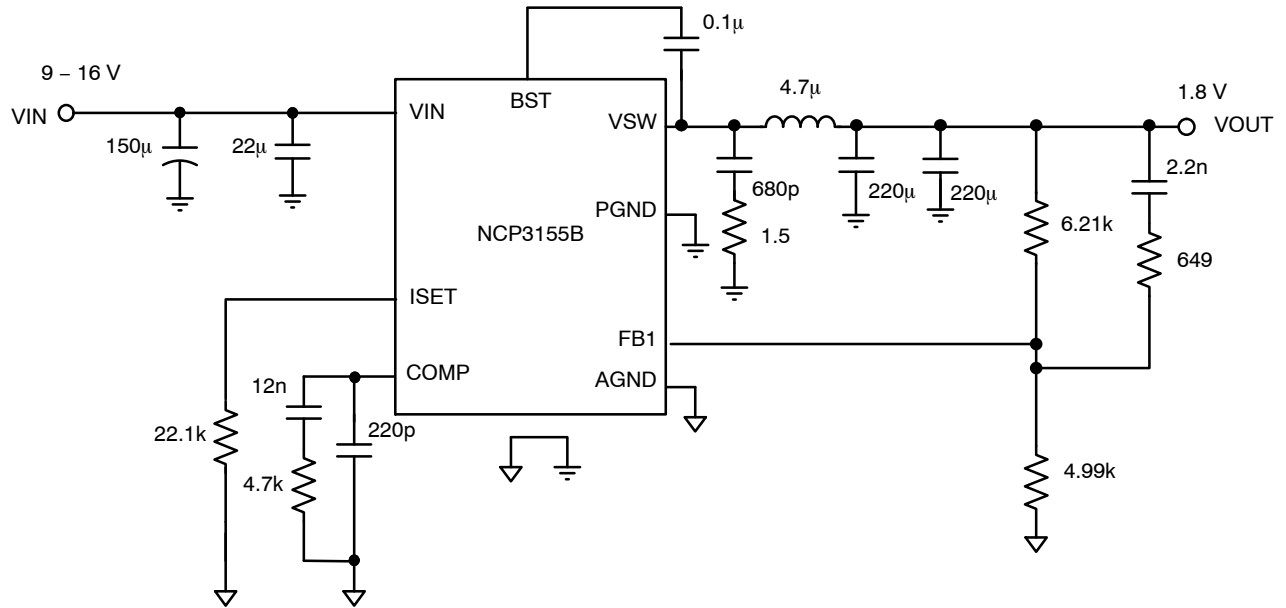 0.1μ
9 – 16 V
VIN
150μ
22μ
VIN
BST
VSW
4.7μ
1.8 V
VOUT
680p
1.5
220μ
220μ
2.2n
6.21k
649
PGND
NCP3155B
ISET
FB1
COMP
AGND
12n
220p
22.1k
4.7k
4.99k